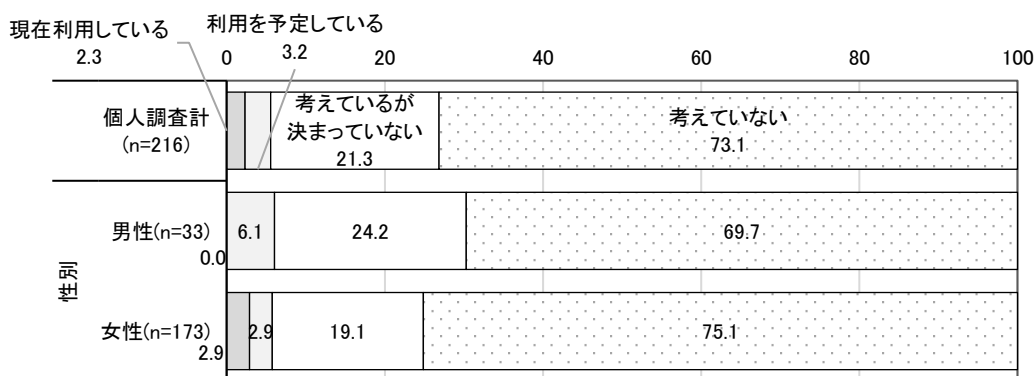 現在利用している
利用を予定している
2.3
3.2
0 20 40 60 80 100
個人調査計
(n=216)
考えているが
決まっていない
21.3
考えていない
73.1
性別
男性(n=33)
0.0
6.1 24.2 69.7
女性(n=173)
2.9
2.9 19.1 75.1